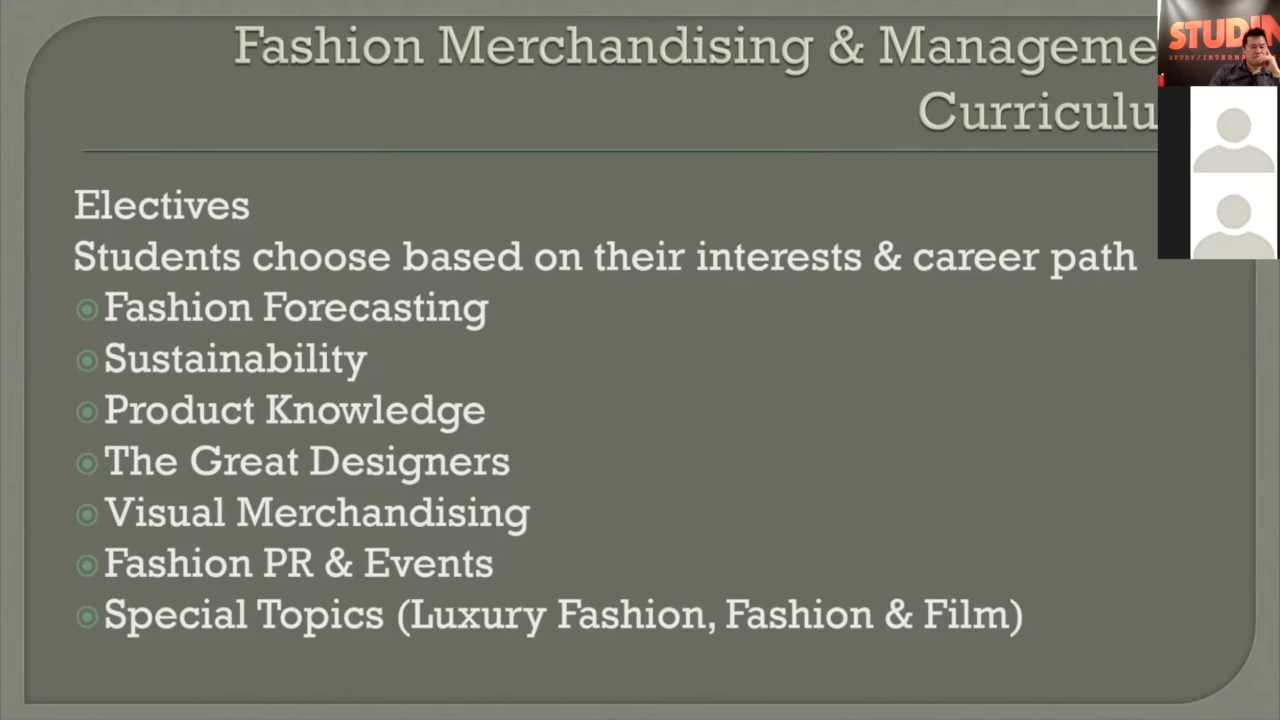 Fashion Merchandising & Manageme
Curriculu
STUDIN
Electives
Students choose based on their interests & career path
Fashion Forecasting
Sustainability
Product Knowledge
The Great Designers
Visual Merchandising
Fashion PR & Events
Special Topics (Luxury Fashion, Fashion & Film)